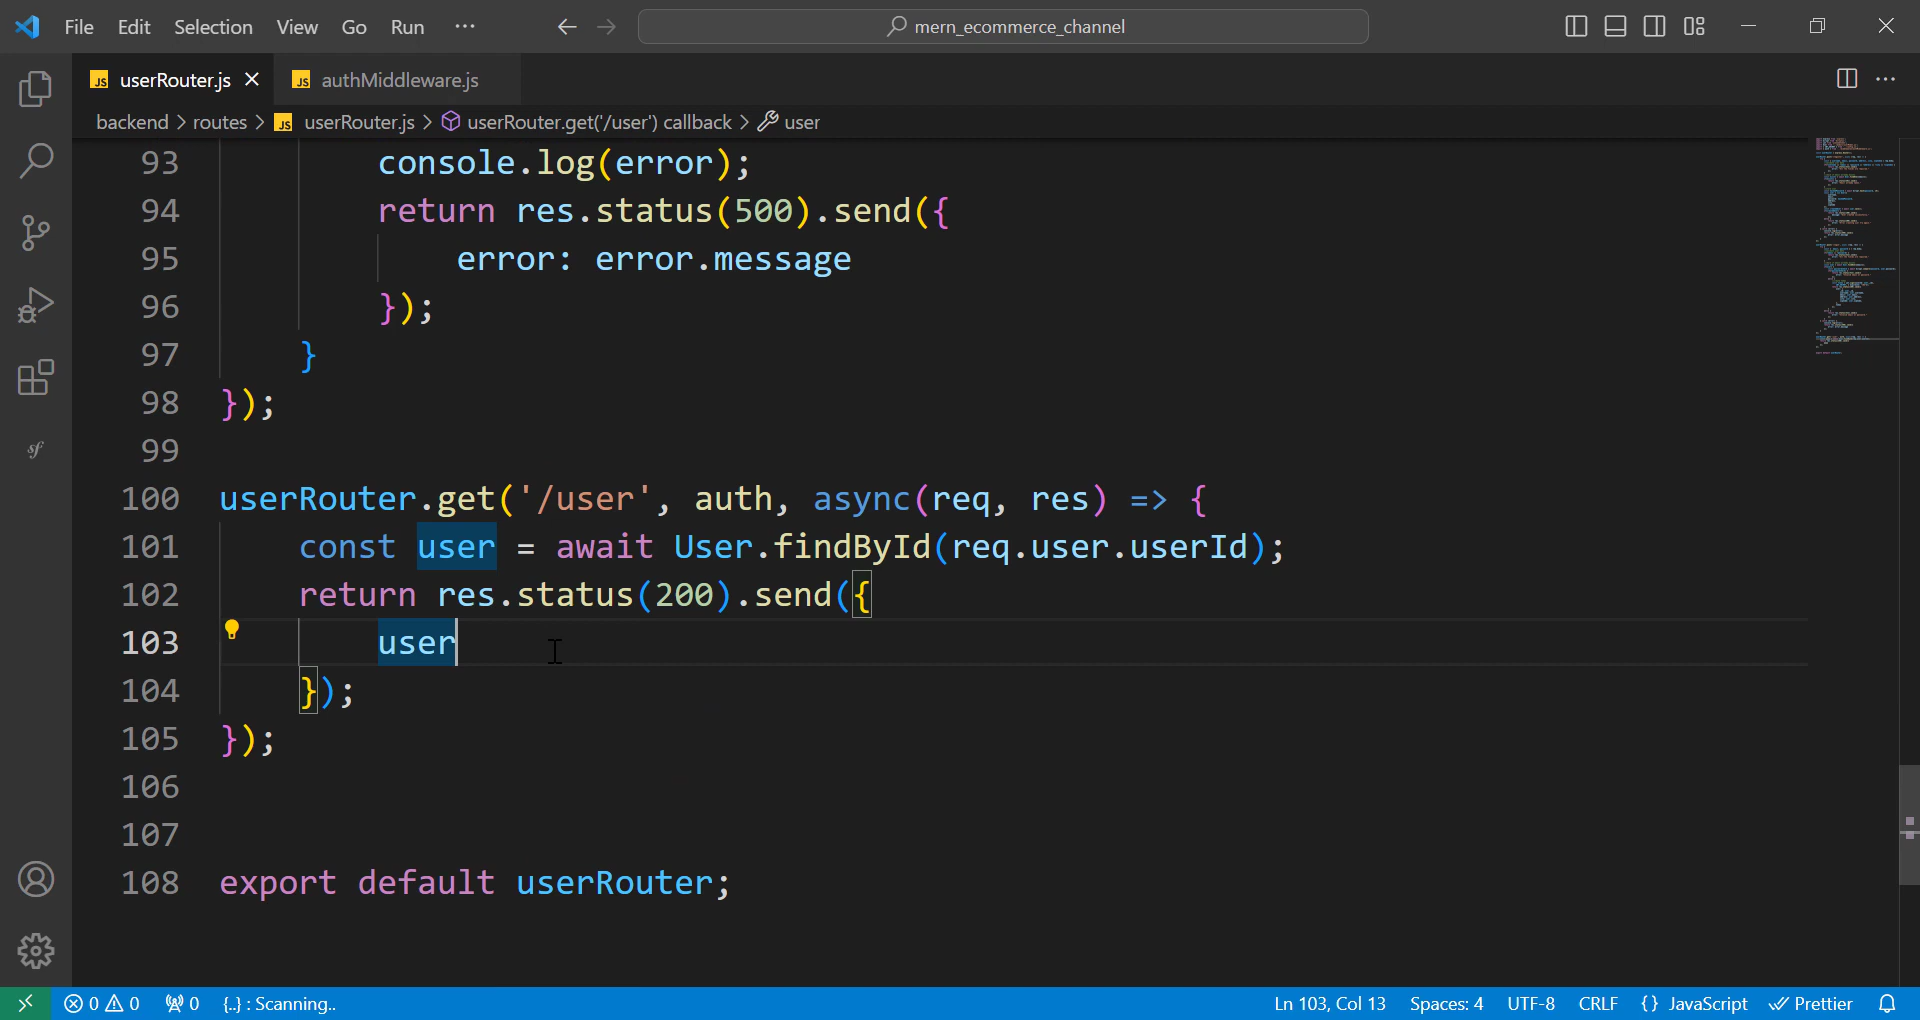 File Edit Selection View Go Run ··· mern_ecommerce_channel
JS userRouter.js JS authMiddleware.js
backend > routes > JS userRouter.js > userRouter.get('/user') callback > user
93 console.log(error);
94 return res.status(500).send({
95 error: error.message
96 });
97 }
98 });
99
100 userRouter.get('/user', auth, async(req, res) => {
101 const user = await User.findById(req.user.userId);
102 return res.status(200).send({
103 user
104 });
105 });
106
107
108 export default userRouter;
sf
0 0 0 {..} : Scanning.. Ln 103, Col 13 Spaces: 4 UTF-8 CRLF {} JavaScript Prettier